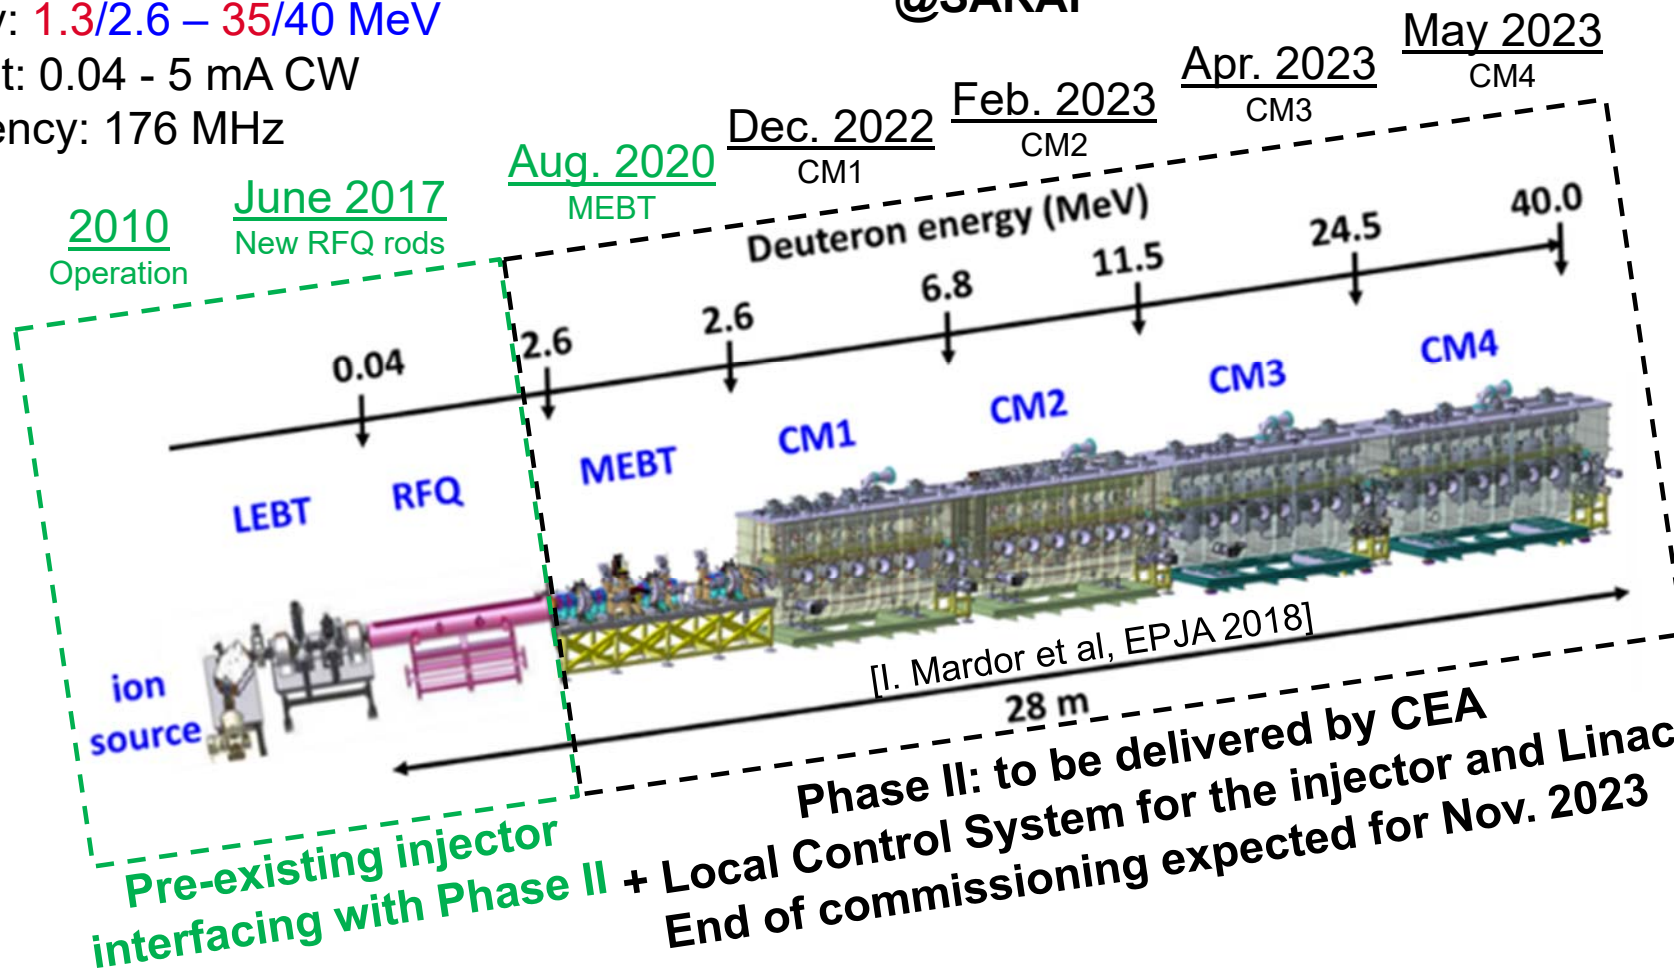 y: 1.3/2.6 – 35/40 MeV
t: 0.04 - 5 mA CW
ency: 176 MHz
@SARAF
2010
Operation
June 2017
New RFQ rods
Aug. 2020
MEBT
Dec. 2022
CM1
Feb. 2023
CM2
Apr. 2023
CM3
May 2023
CM4
Deuteron energy (MeV)
0.04
2.6
2.6
6.8
11.5
24.5
40.0
LEBT
RFQ
MEBT
CM1
CM2
CM3
CM4
ion
source
[I. Mardor et al, EPJA 2018]
28 m
Pre-existing injector
interfacing with Phase II
Phase II: to be delivered by CEA
+ Local Control System for the injector and Linac
End of commissioning expected for Nov. 2023